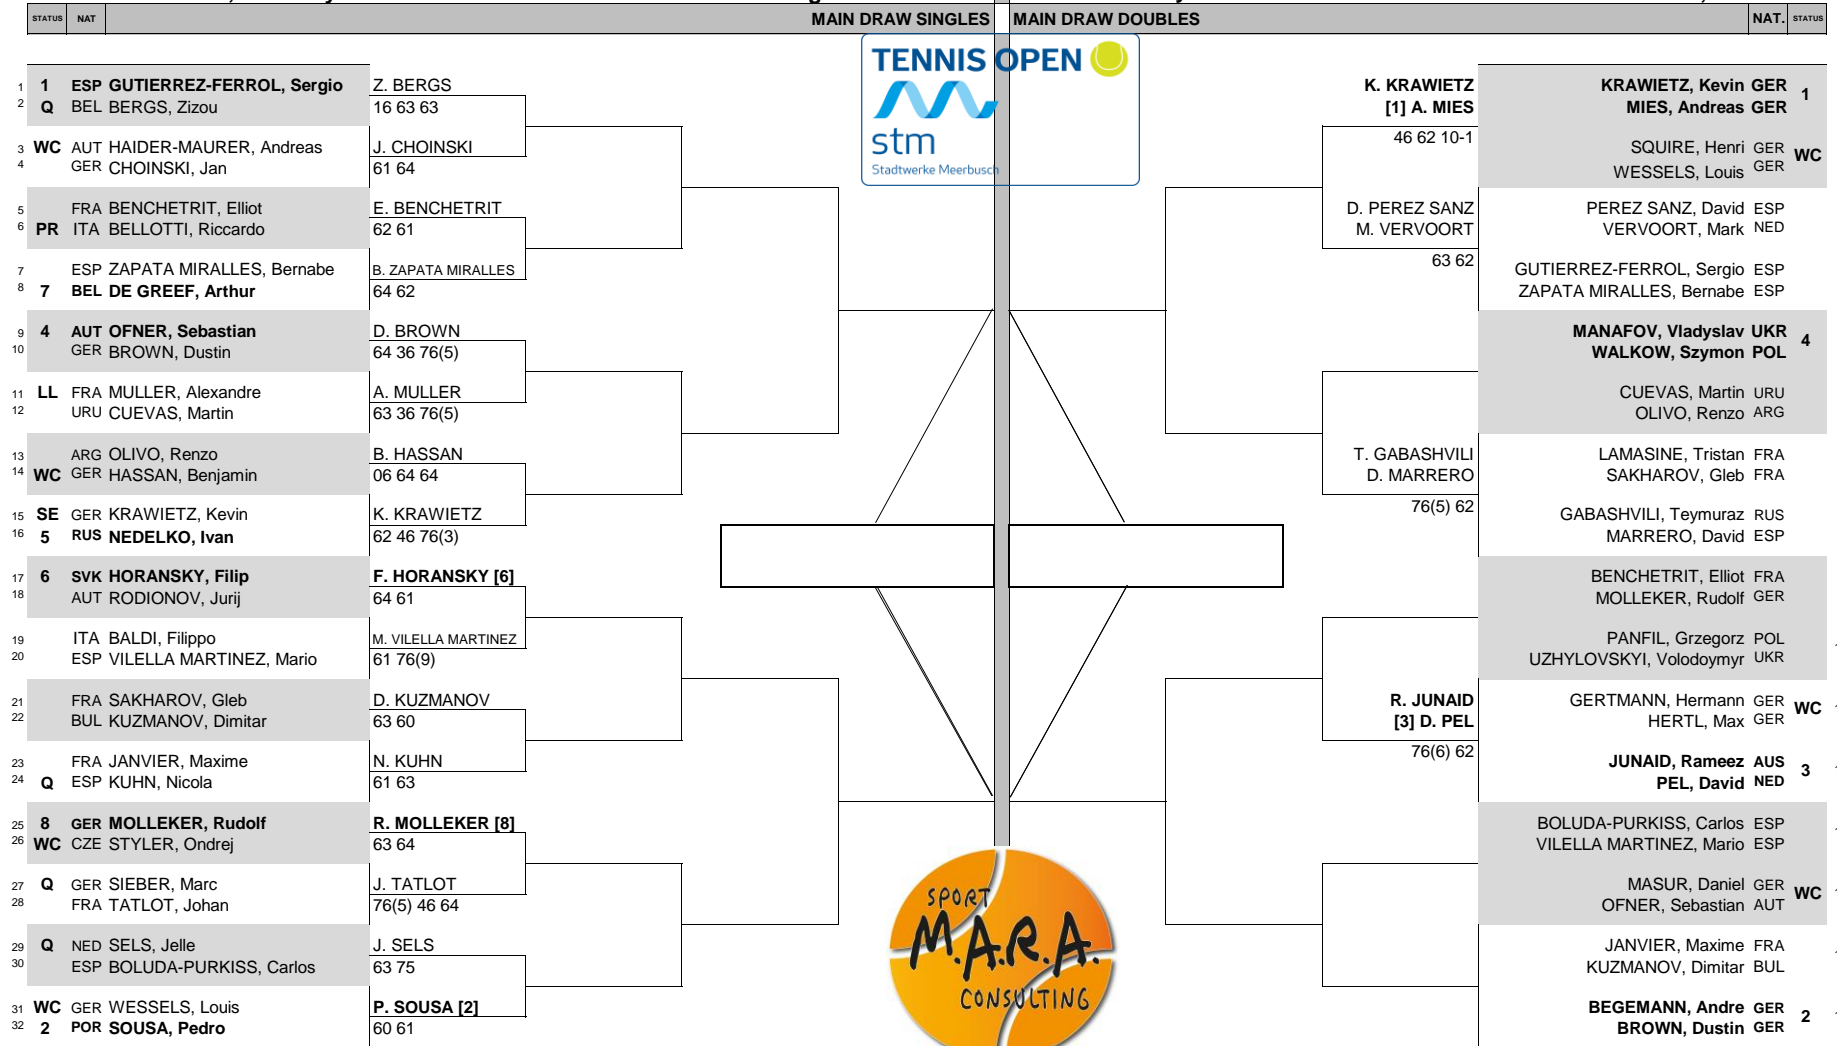 STATUS NAT MAIN DRAW SINGLES MAIN DRAW DOUBLES NAT. STATUS
TENNIS OPEN
stm
Stadtwerke Meerbusch
1 1 ESP GUTIERREZ-FERROL, Sergio
2 Q BEL BERGS, Zizou
3 WC AUT HAIDER-MAURER, Andreas
4 GER CHOINSKI, Jan
5 FRA BENCHETRIT, Elliot
6 PR ITA BELLOTTI, Riccardo
7 ESP ZAPATA MIRALLES, Bernabe
8 7 BEL DE GREEF, Arthur
9 4 AUT OFNER, Sebastian
10 GER BROWN, Dustin
11 LL FRA MULLER, Alexandre
12 URU CUEVAS, Martin
13 ARG OLIVO, Renzo
14 WC GER HASSAN, Benjamin
15 SE GER KRAWIETZ, Kevin
16 5 RUS NEDELKO, Ivan
17 6 SVK HORANSKY, Filip
18 AUT RODIONOV, Jurij
19 ITA BALDI, Filippo
20 ESP VILELLA MARTINEZ, Mario
21 FRA SAKHAROV, Gleb
22 BUL KUZMANOV, Dimitar
23 FRA JANVIER, Maxime
24 Q ESP KUHN, Nicola
25 8 GER MOLLEKER, Rudolf
26 WC CZE STYLER, Ondrej
27 Q GER SIEBER, Marc
28 FRA TATLOT, Johan
29 Q NED SELS, Jelle
30 ESP BOLUDA-PURKISS, Carlos
31 WC GER WESSELS, Louis
32 2 POR SOUSA, Pedro
Z. BERGS
16 63 63
J. CHOINSKI
61 64
E. BENCHETRIT
62 61
B. ZAPATA MIRALLES
64 62
D. BROWN
64 36 76(5)
A. MULLER
63 36 76(5)
B. HASSAN
06 64 64
K. KRAWIETZ
62 46 76(3)
F. HORANSKY [6]
64 61
M. VILELLA MARTINEZ
61 76(9)
D. KUZMANOV
63 60
N. KUHN
61 63
R. MOLLEKER [8]
63 64
J. TATLOT
76(5) 46 64
J. SELS
63 75
P. SOUSA [2]
60 61
SPORT
M.A.R.A.
CONSULTING
K. KRAWIETZ
[1] A. MIES
46 62 10-1
D. PEREZ SANZ
M. VERVOORT
63 62
T. GABASHVILI
D. MARRERO
76(5) 62
R. JUNAID
[3] D. PEL
76(6) 62
KRAWIETZ, Kevin GER 1
MIES, Andreas GER
SQUIRE, Henri GER WC
WESSELS, Louis GER
PEREZ SANZ, David ESP
VERVOORT, Mark NED
GUTIERREZ-FERROL, Sergio ESP
ZAPATA MIRALLES, Bernabe ESP
MANAFOV, Vladyslav UKR 4
WALKOW, Szymon POL
CUEVAS, Martin URU
OLIVO, Renzo ARG
LAMASINE, Tristan FRA
SAKHAROV, Gleb FRA
GABASHVILI, Teymuraz RUS
MARRERO, David ESP
BENCHETRIT, Elliot FRA
MOLLEKER, Rudolf GER
PANFIL, Grzegorz POL
UZHYLOVSKYI, Volodoymyr UKR
GERTMANN, Hermann GER WC
HERTL, Max GER
JUNAID, Rameez AUS 3
PEL, David NED
BOLUDA-PURKISS, Carlos ESP
VILELLA MARTINEZ, Mario ESP
MASUR, Daniel GER WC
OFNER, Sebastian AUT
JANVIER, Maxime FRA
KUZMANOV, Dimitar BUL
BEGEMANN, Andre GER 2
BROWN, Dustin GER